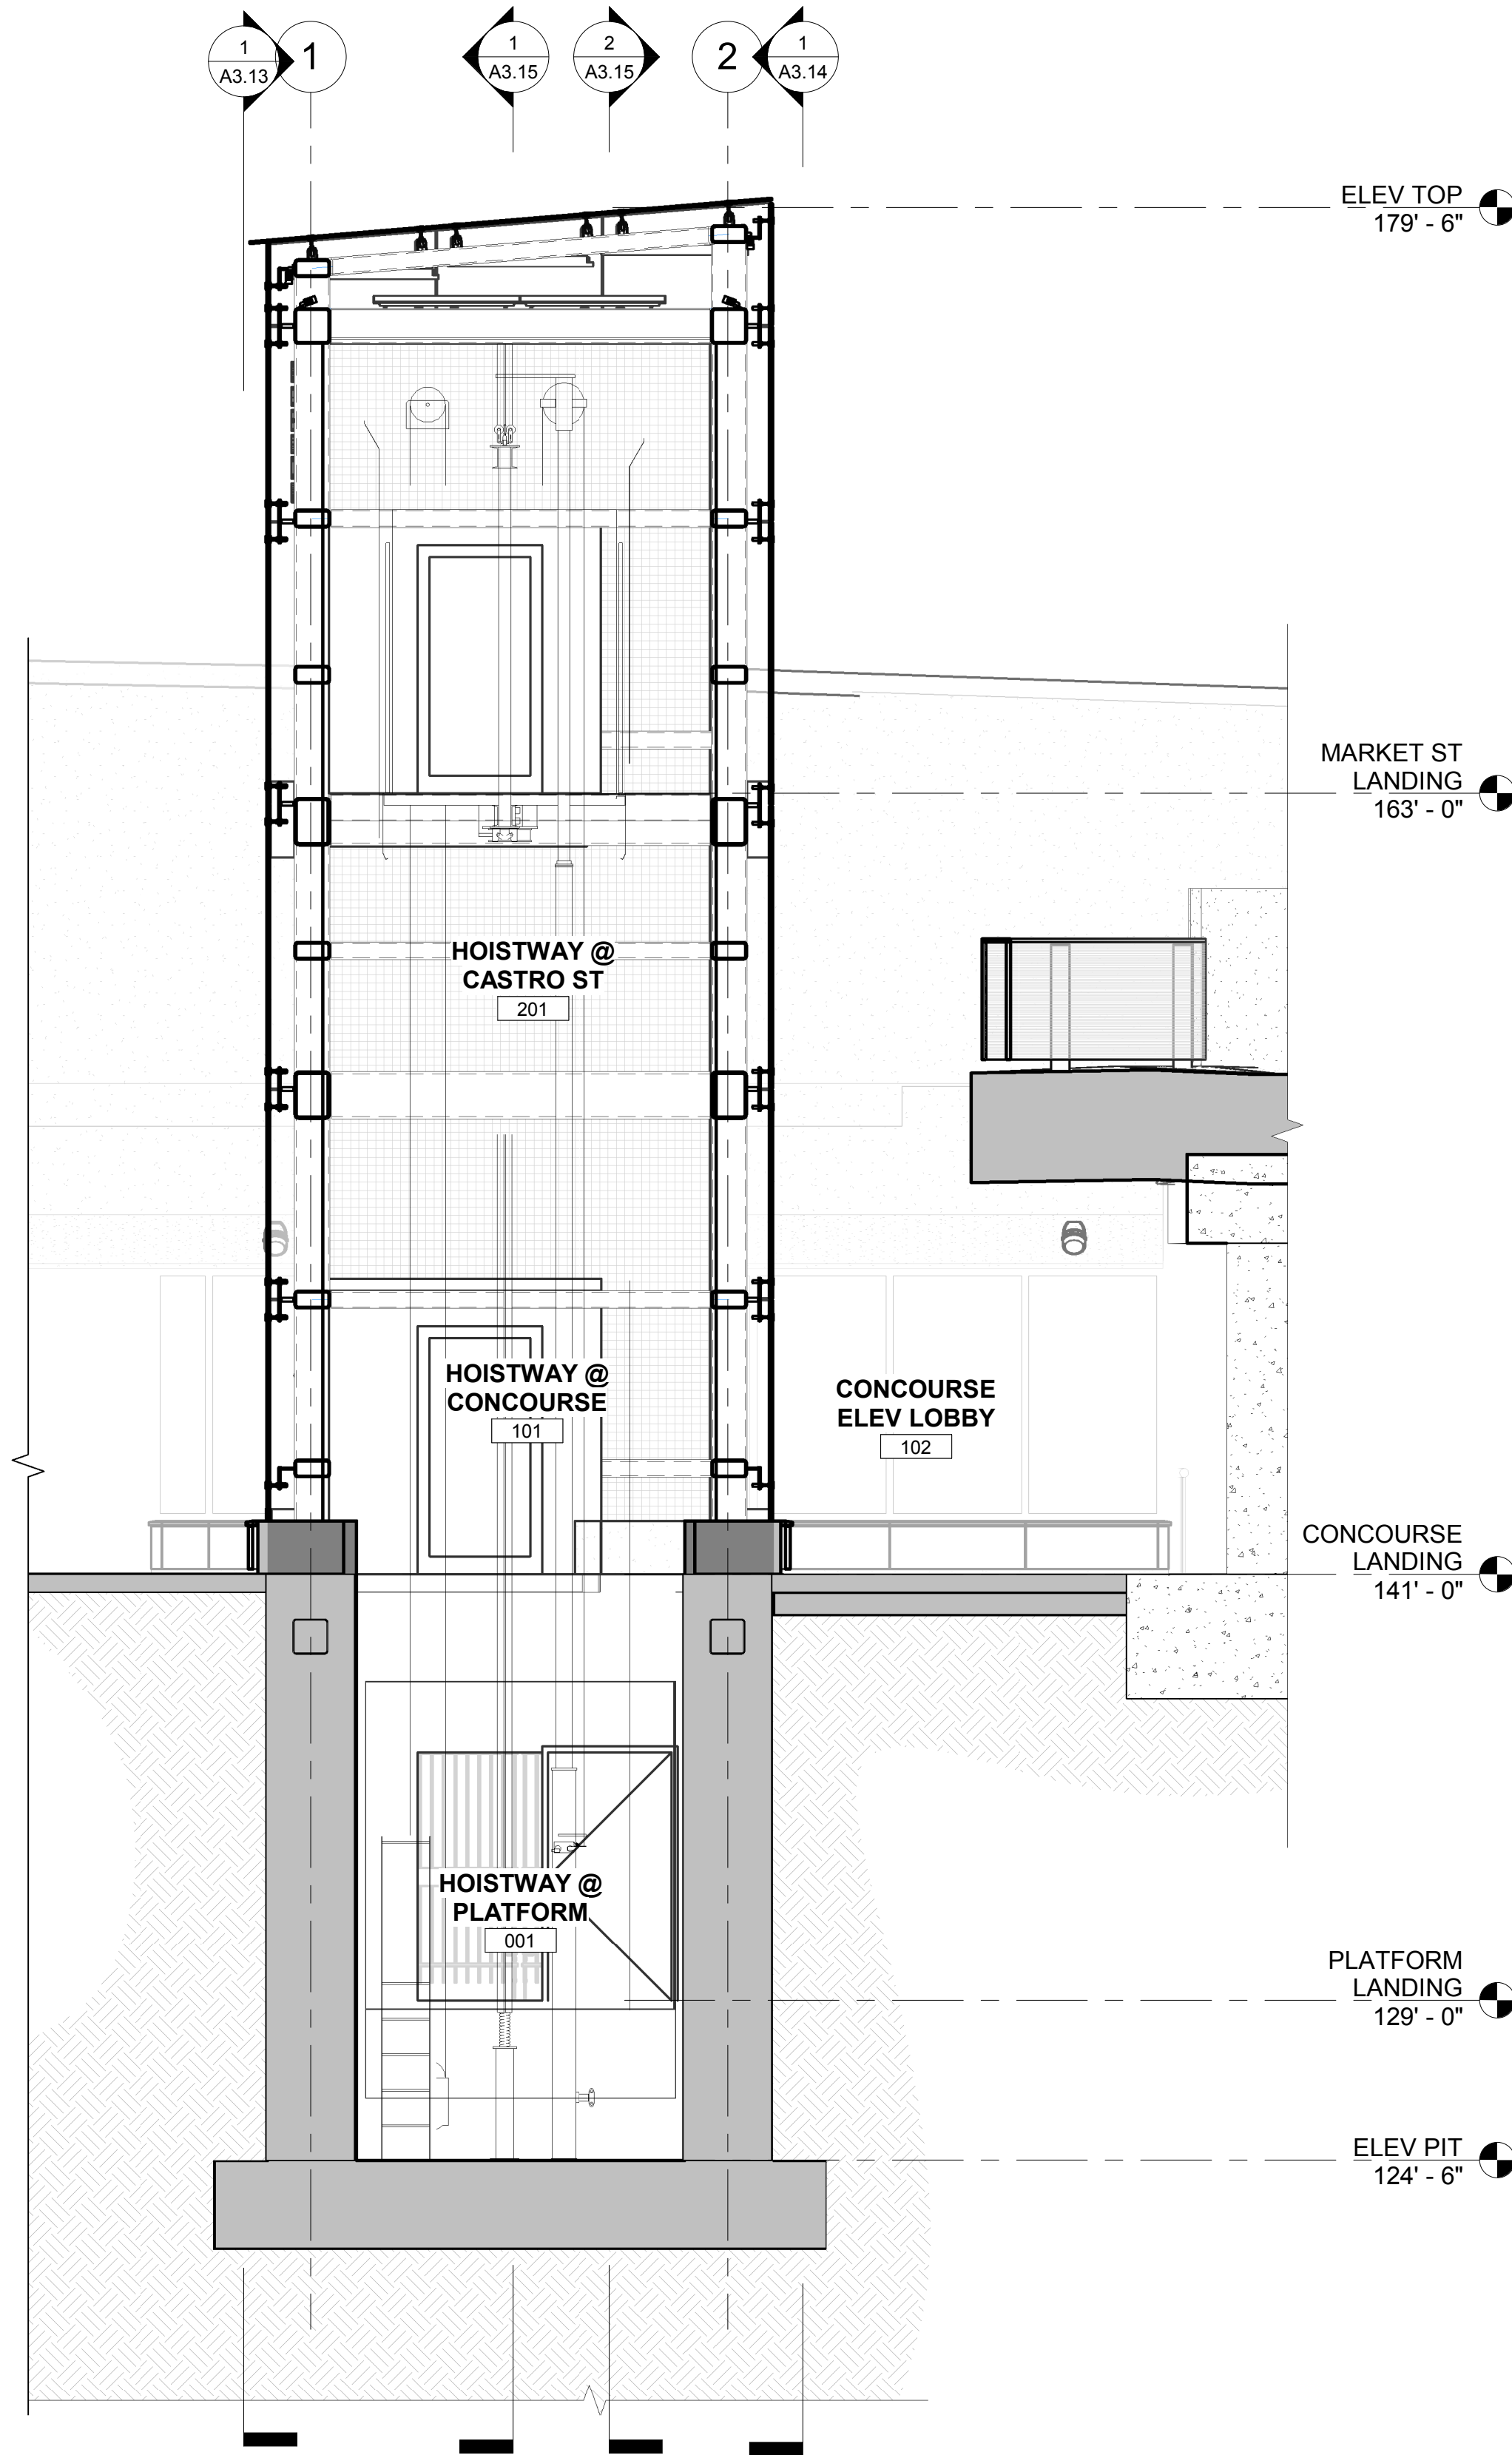 1
A3.13
1
1
A3.15
2
A3.15
2
1
A3.14
ELEV TOP
179' - 6"
MARKET ST
LANDING
163' - 0"
HOISTWAY @
CASTRO ST
201
HOISTWAY @
CONCOURSE
101
CONCOURSE
ELEV LOBBY
102
CONCOURSE
LANDING
141' - 0"
HOISTWAY @
PLATFORM
001
PLATFORM
LANDING
129' - 0"
ELEV PIT
124' - 6"